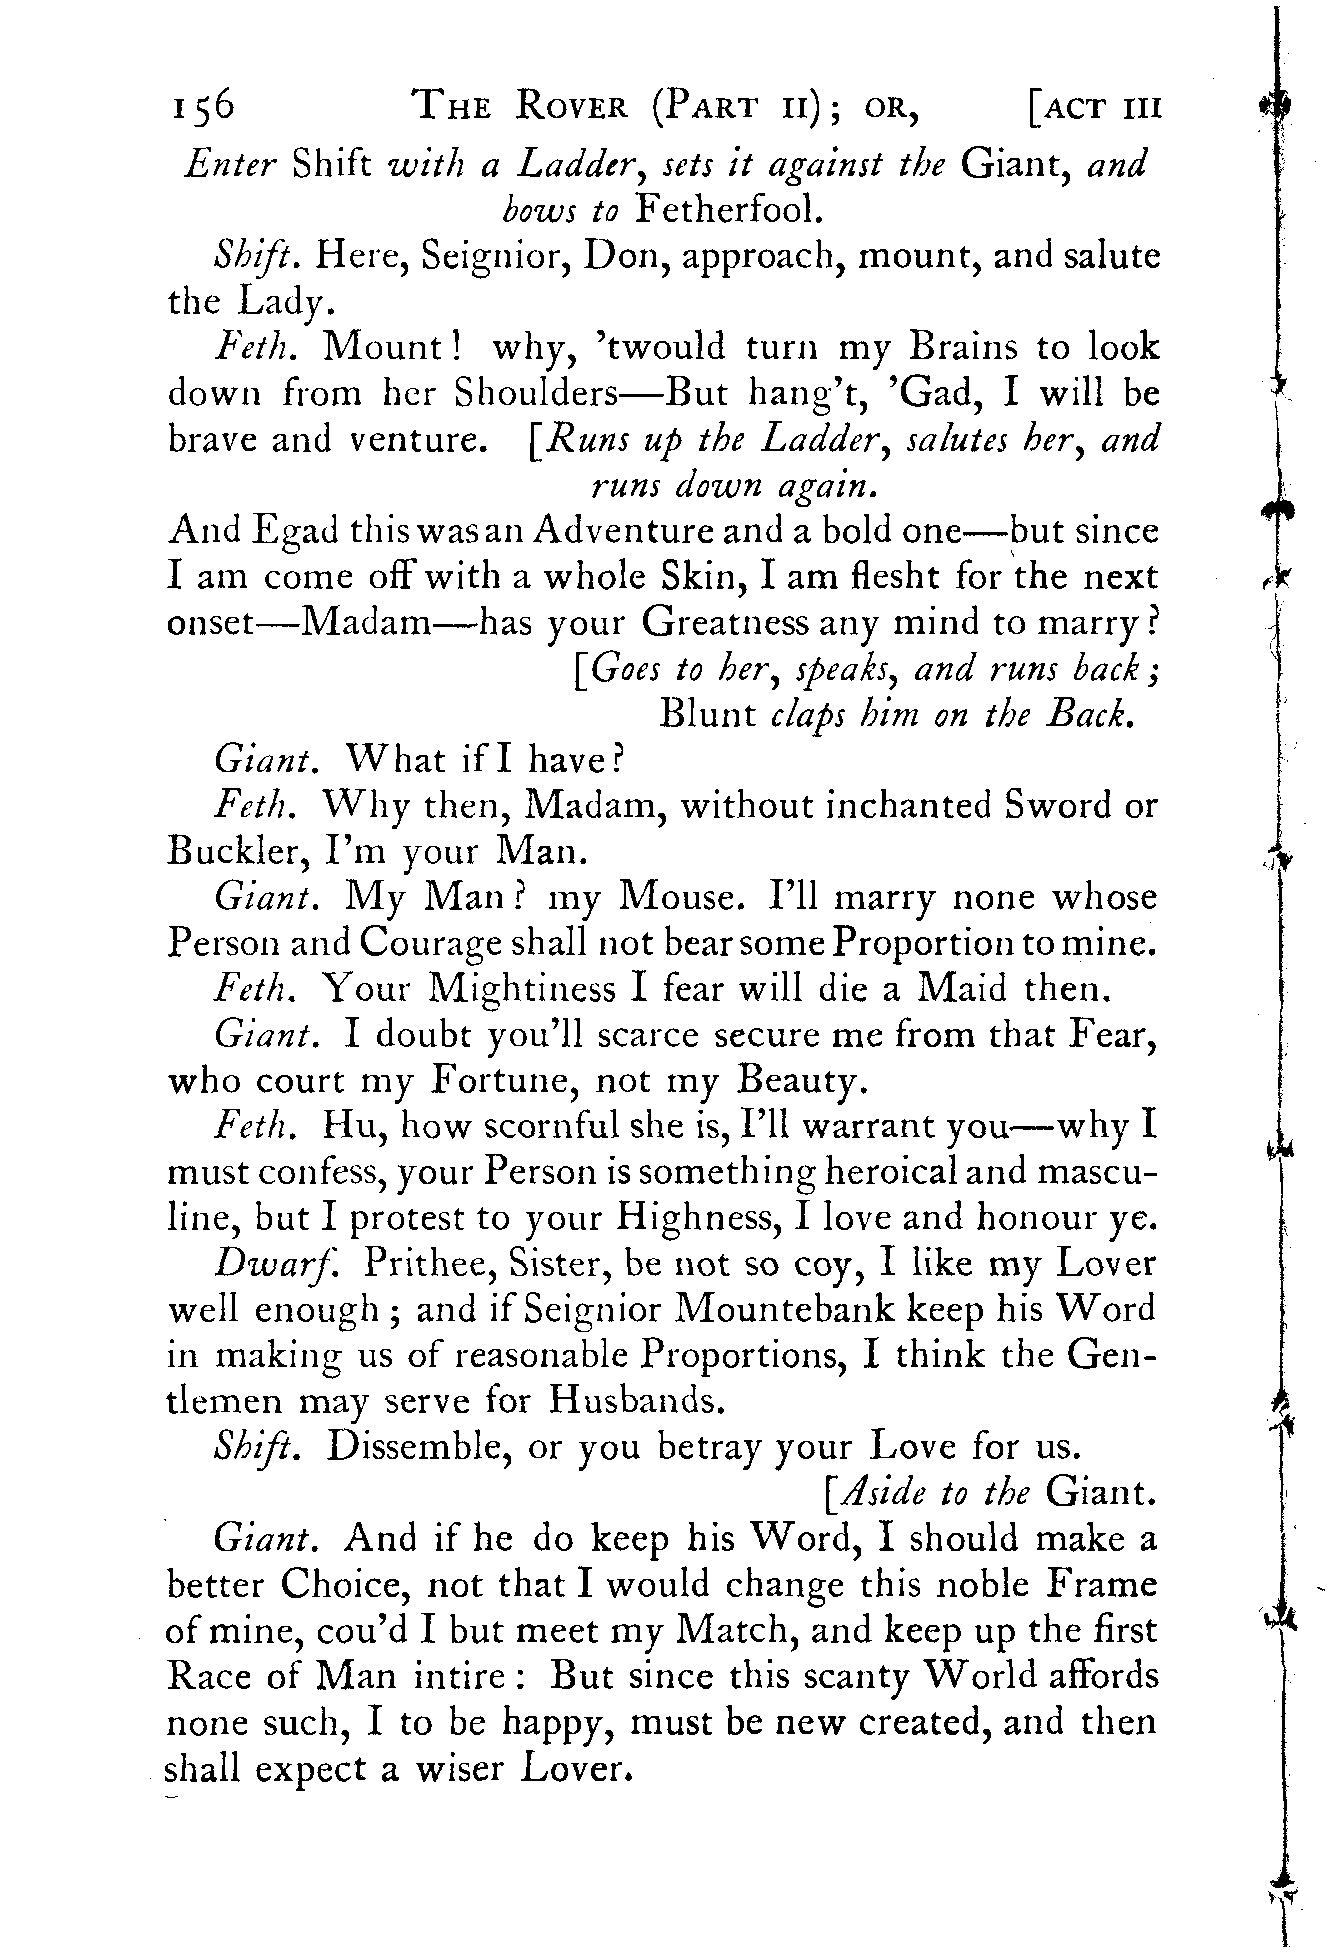 156 THE ROVER (PART II); OR, [ACT III
Enter Shift with a Ladder, sets it against the Giant, and
bows to Fetherfool.
Shift. Here, Seignior, Don, approach, mount, and salute
the Lady.
Feth. Mount! why, 'twould turn my Brains to look
down from her Shoulders—But hang't, 'Gad, I will be
brave and venture. [Runs up the Ladder, salutes her, and
runs down again.
And Egad this was an Adventure and a bold one—but since
I am come off with a whole Skin, I am flesht for the next
onset—Madam—has your Greatness any mind to marry?
[Goes to her, speaks, and runs back;
Blunt claps him on the Back.
Giant. What if I have?
Feth. Why then, Madam, without inchanted Sword or
Buckler, I'm your Man.
Giant. My Man? my Mouse. I'll marry none whose
Person and Courage shall not bear some Proportion to mine.
Feth. Your Mightiness I fear will die a Maid then.
Giant. I doubt you'll scarce secure me from that Fear,
who court my Fortune, not my Beauty.
Feth. Hu, how scornful she is, I'll warrant you—why I
must confess, your Person is something heroical and mascu-
line, but I protest to your Highness, I love and honour ye.
Dwarf. Prithee, Sister, be not so coy, I like my Lover
well enough; and if Seignior Mountebank keep his Word
in making us of reasonable Proportions, I think the Gen-
tlemen may serve for Husbands.
Shift. Dissemble, or you betray your Love for us.
[Aside to the Giant.
Giant. And if he do keep his Word, I should make a
better Choice, not that I would change this noble Frame
of mine, cou'd I but meet my Match, and keep up the first
Race of Man intire: But since this scanty World affords
none such, I to be happy, must be new created, and then
shall expect a wiser Lover.